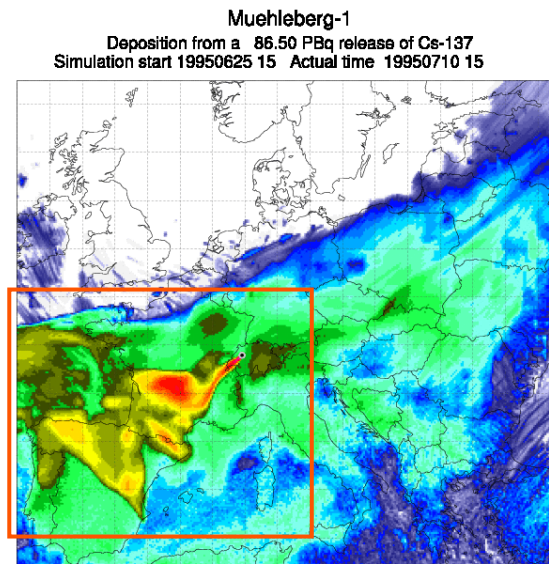 Muehleberg-1
Deposition from a 86.50 PBq release of Cs-137
Simulation start 19950625 15 Actual time 19950710 15